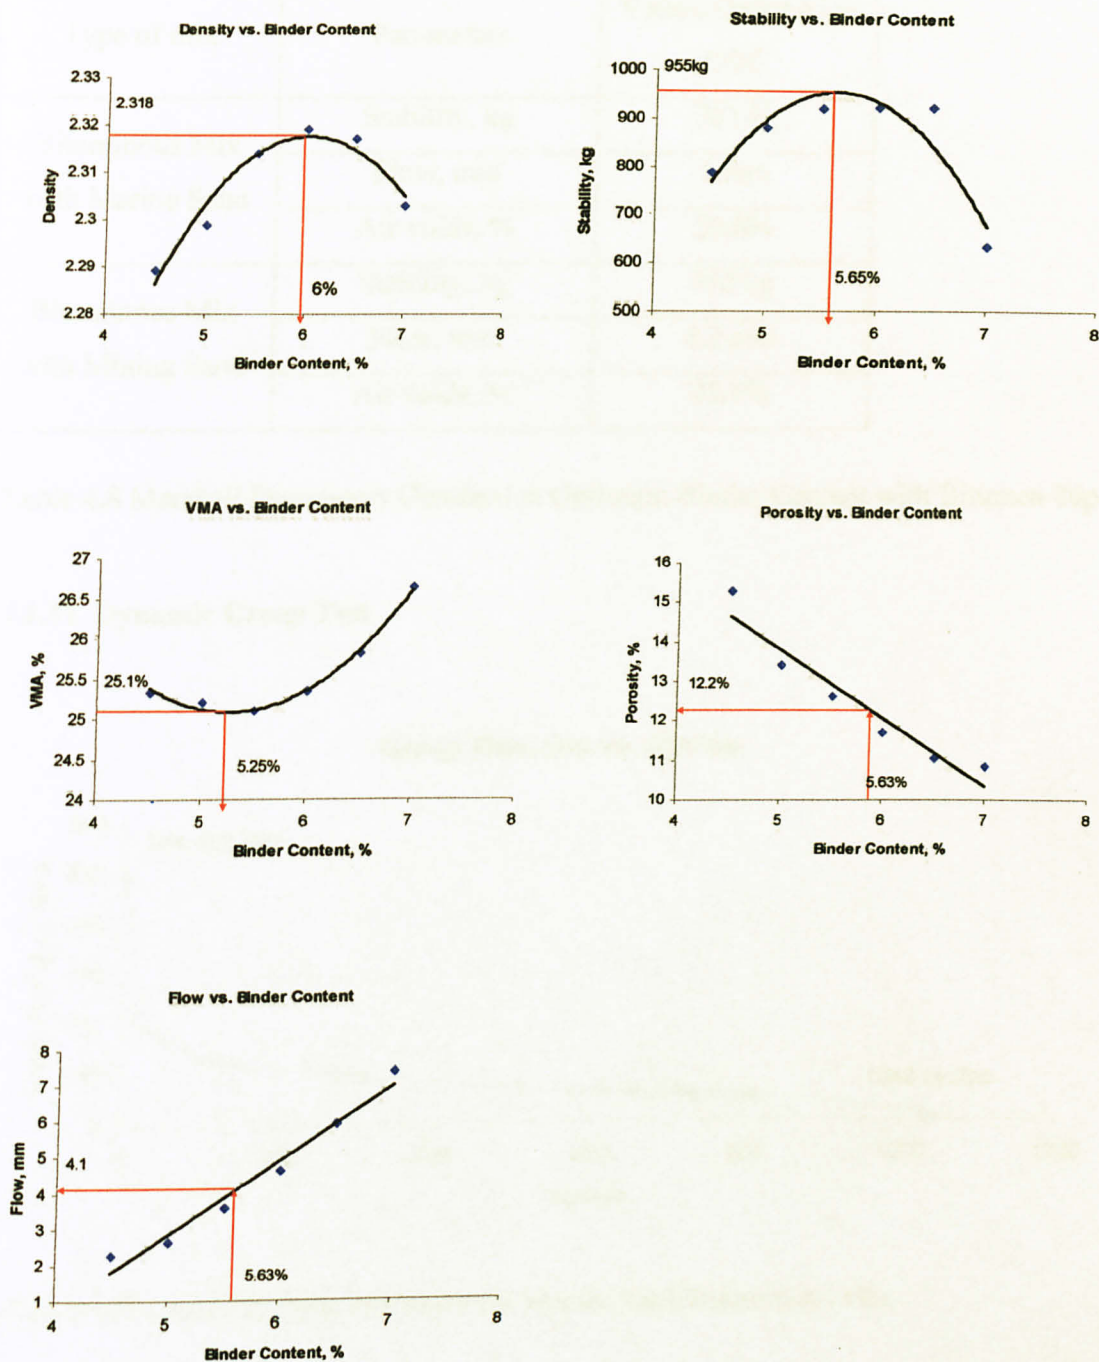 Density vs. Binder Content
2.33
2.32
2.31
2.3
2.29
2.28
2.318
6%
Density
4 5 6 7 8
Binder Content, %
Stability vs. Binder Content
955kg
1000
900
800
700
600
500
5.65%
Stability, kg
4 5 6 7 8
Binder Content, %
VMA vs. Binder Content
27
26.5
26
25.5
25
24.5
24
25.1%
5.25%
VMA, %
4 5 6 7 8
Binder Content, %
Porosity vs. Binder Content
16
15
14
13
12
11
10
12.2%
5.63%
Porosity, %
4 5 6 7 8
Binder Content, %
Flow vs. Binder Content
8
7
6
5
4
3
2
1
4.1
5.63%
Flow, mm
4 5 6 7 8
Binder Content, %